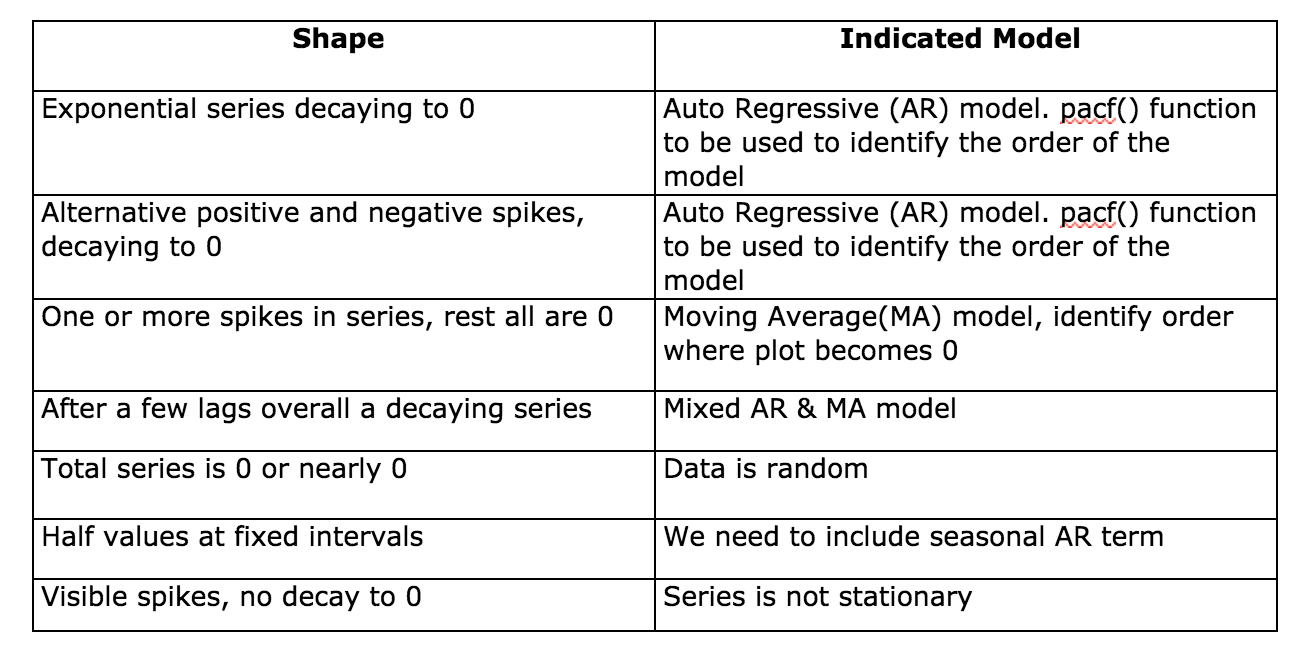 Shape
Indicated Model
Exponential series decaying to 0
Auto Regressive (AR) model. pacf() function
to be used to identify the order of the
model
Alternative positive and negative spikes,
decaying to 0
Auto Regressive (AR) model. pacf() function
to be used to identify the order of the
model
One or more spikes in series, rest all are 0
Moving Average(MA) model, identify order
where plot becomes 0
After a few lags overall a decaying series
Mixed AR & MA model
Total series is 0 or nearly 0
Data is random
Half values at fixed intervals
We need to include seasonal AR term
Visible spikes, no decay to 0
Series is not stationary